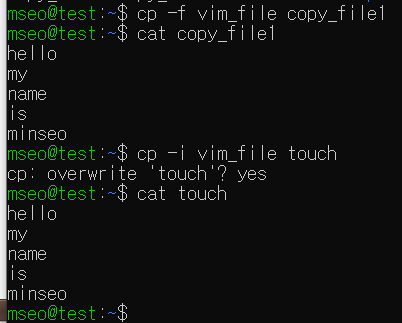 mseo@test:~$ cp -f vim_file copy_file1
mseo@test:~$ cat copy_file1
hello
my
name
is
minseo
mseo@test:~$ cp -i vim_file touch
cp: overwrite 'touch'? yes
mseo@test:~$ cat touch
hello
my
name
is
minseo
mseo@test:~$